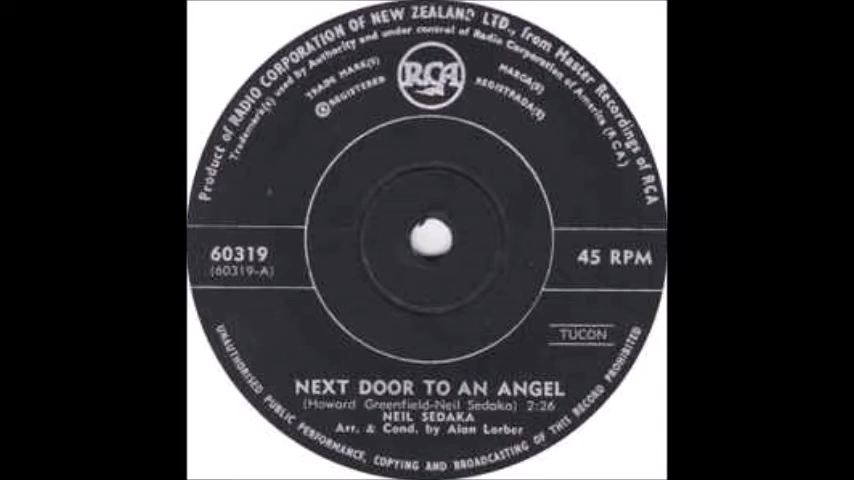 Product of RADIO CORPORATION OF NEW ZEALAND LTD., from Master Recordings of RCA
Trademark(s) used by Authority and under control of Radio Corporation of America (RCA)
TRADE MARK(S)
®REGISTERED
RCA
MARCA(S)
REGISTRADA(S)
60319
(60319-A)
45 RPM
TUCON
NEXT DOOR TO AN ANGEL
(Howard Greenfield-Neil Sedaka) 2:26
NEIL SEDAKA
Arr. & Cond. by Alan Lorber
UNAUTHORISED PUBLIC PERFORMANCE, COPYING AND BROADCASTING OF THIS RECORD PROHIBITED